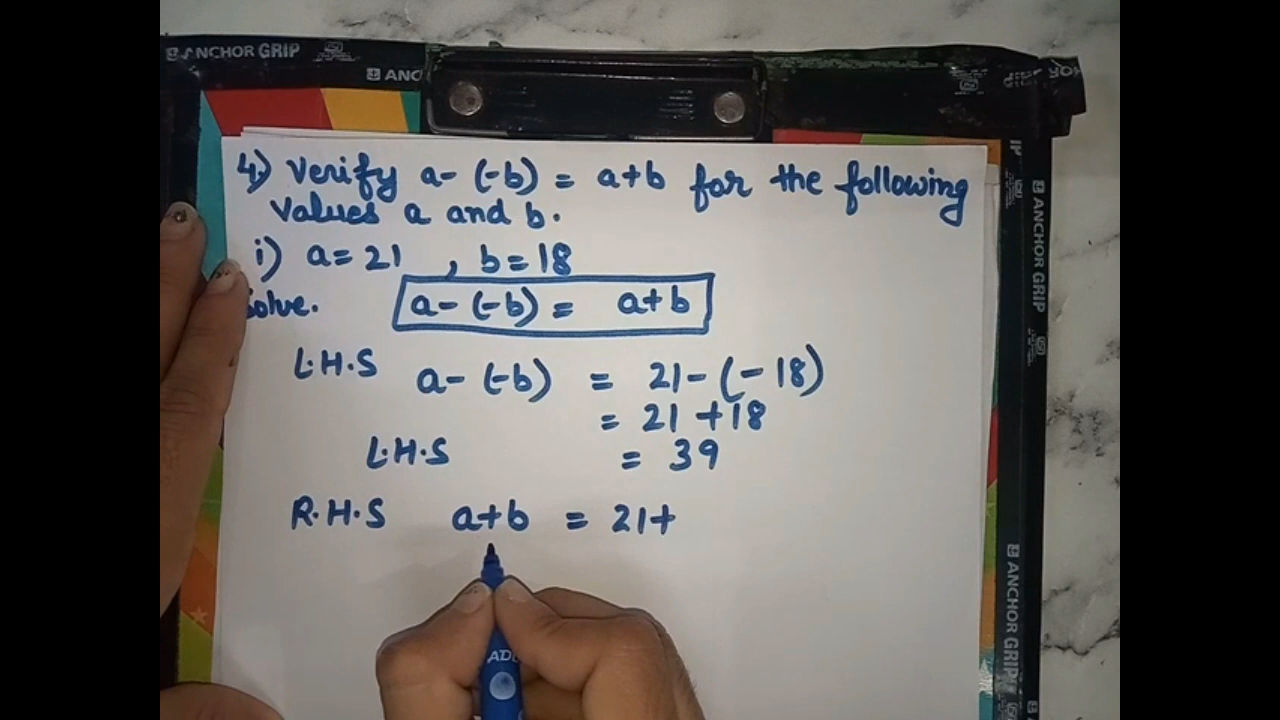 ANCHOR GRIP
ANC
4.) Verify a- (-b) = a+b for the following
values a and b.
i) a= 21 , b= 18
solve. a- (-b) = a+b
L.H.S a- (-b) = 21- (-18)
= 21 +18
L.H.S = 39
R.H.S a+b = 21+
ANCHOR GRIP
ANCHOR GRIP